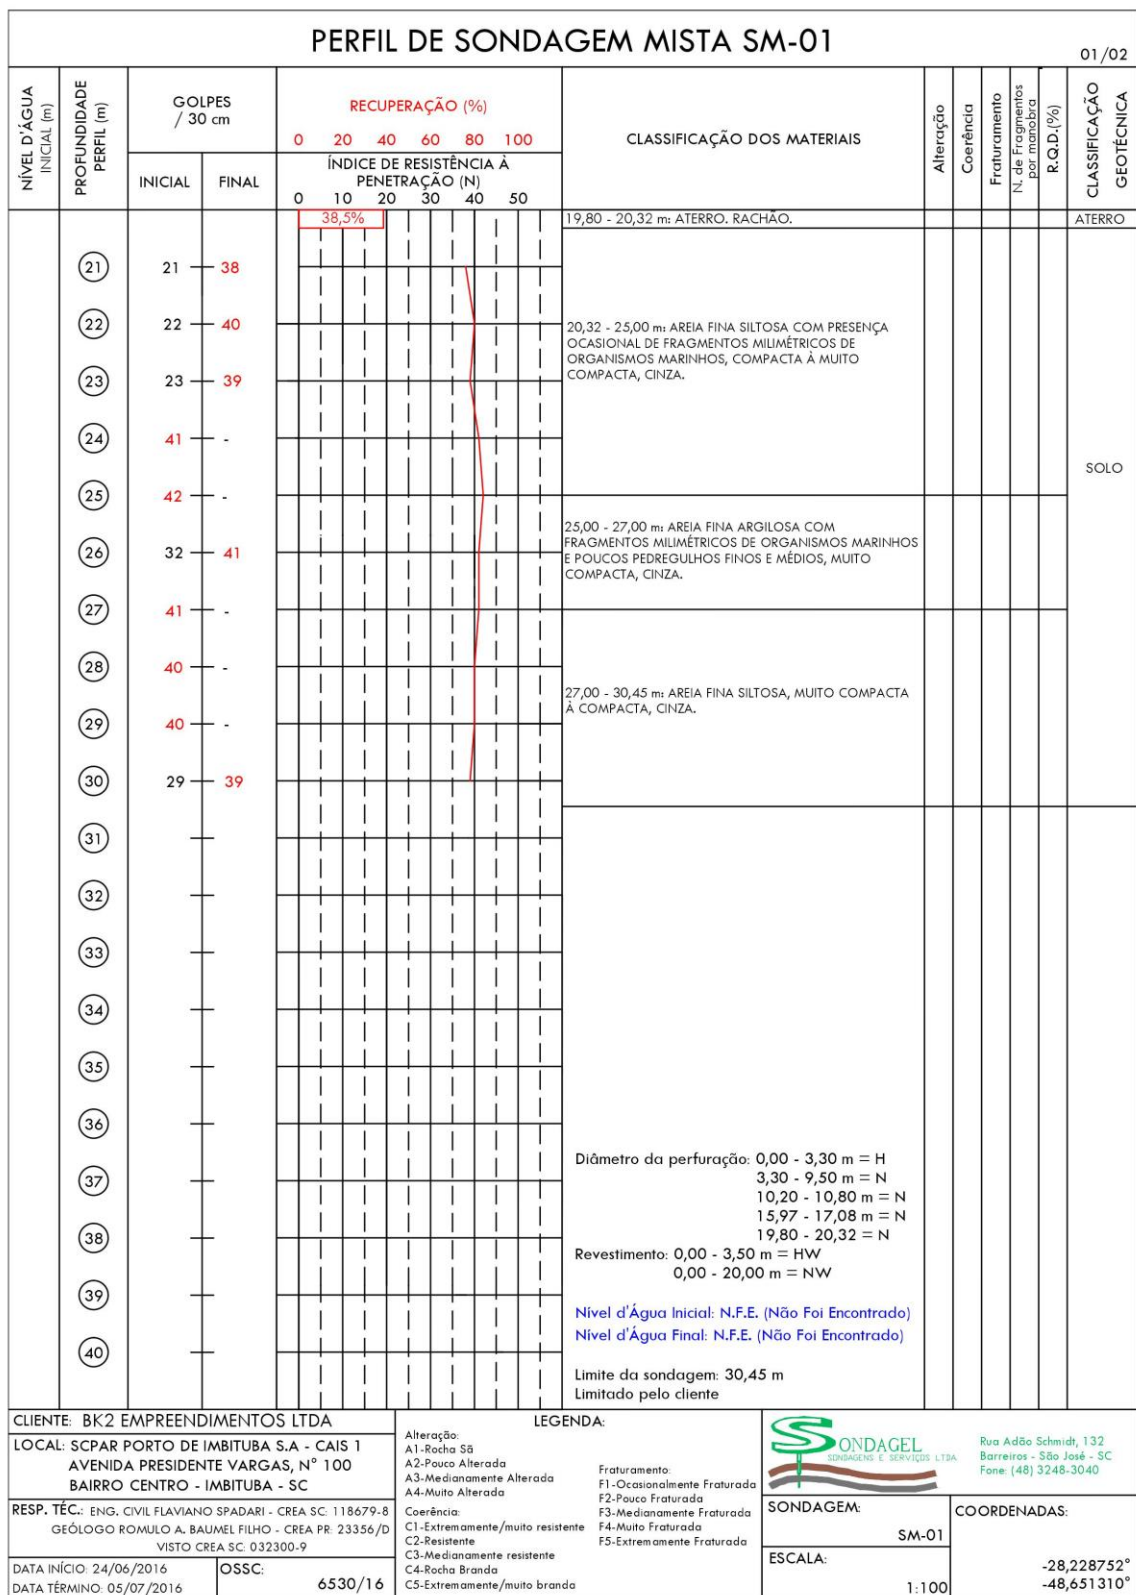 PERFIL DE SONDAGEM MISTA SM-01
01/02
NÍVEL D'ÁGUA
INICIAL (m)
PROFUNDIDADE
PERFIL (m)
GOLPES
/ 30 cm
INICIAL
FINAL
RECUPERAÇÃO (%)
0 20 40 60 80 100
ÍNDICE DE RESISTÊNCIA À
PENETRAÇÃO (N)
0 10 20 30 40 50
CLASSIFICAÇÃO DOS MATERIAIS
Alteração
Coerência
Fraturamento
N. de Fragmentos
por manobra
R.Q.D.(%)
CLASSIFICAÇÃO
GEOTÉCNICA
38,5%
19,80 - 20,32 m: ATERRO. RACHÃO.
ATERRO
21 21 38
22 22 40
23 23 39
24 41 -
25 42 -
26 32 41
27 41 -
28 40 -
29 40 -
30 29 39
31
32
33
34
35
36
37
38
39
40
20,32 - 25,00 m: AREIA FINA SILTOSA COM PRESENÇA
OCASIONAL DE FRAGMENTOS MILIMÉTRICOS DE
ORGANISMOS MARINHOS, COMPACTA À MUITO
COMPACTA, CINZA.
SOLO
25,00 - 27,00 m: AREIA FINA ARGILOSA COM
FRAGMENTOS MILIMÉTRICOS DE ORGANISMOS MARINHOS
E POUCOS PEDREGULHOS FINOS E MÉDIOS, MUITO
COMPACTA, CINZA.
27,00 - 30,45 m: AREIA FINA SILTOSA, MUITO COMPACTA
À COMPACTA, CINZA.
Diâmetro da perfuração: 0,00 - 3,30 m = H
3,30 - 9,50 m = N
10,20 - 10,80 m = N
15,97 - 17,08 m = N
19,80 - 20,32 = N
Revestimento: 0,00 - 3,50 m = HW
0,00 - 20,00 m = NW
Nível d'Água Inicial: N.F.E. (Não Foi Encontrado)
Nível d'Água Final: N.F.E. (Não Foi Encontrado)
Limite da sondagem: 30,45 m
Limitado pelo cliente
CLIENTE: BK2 EMPREENDIMENTOS LTDA
LOCAL: SCPAR PORTO DE IMBITUBA S.A - CAIS 1
AVENIDA PRESIDENTE VARGAS, N° 100
BAIRRO CENTRO - IMBITUBA - SC
RESP. TÉC.: ENG. CIVIL FLAVIANO SPADARI - CREA SC: 118679-8
GEÓLOGO ROMULO A. BAUMEL FILHO - CREA PR: 23356/D
VISTO CREA SC: 032300-9
DATA INÍCIO: 24/06/2016
DATA TÉRMINO: 05/07/2016
OSSC:
6530/16
LEGENDA:
Alteração:
A1-Rocha Sã
A2-Pouco Alterada
A3-Medianamente Alterada
A4-Muito Alterada
Coerência:
C1-Extremamente/muito resistente
C2-Resistente
C3-Medianamente resistente
C4-Rocha Branda
C5-Extremamente/muito branda
Fraturamento:
F1-Ocasionalmente Fraturada
F2-Pouco Fraturada
F3-Medianamente Fraturada
F4-Muito Fraturada
F5-Extremamente Fraturada
SONDAGEL
SONDAGENS E SERVIÇOS LTDA
Rua Adão Schmidt, 132
Barreiros - São José - SC
Fone: (48) 3248-3040
SONDAGEM:
SM-01
ESCALA:
1:100
COORDENADAS:
-28,228752°
-48,651310°